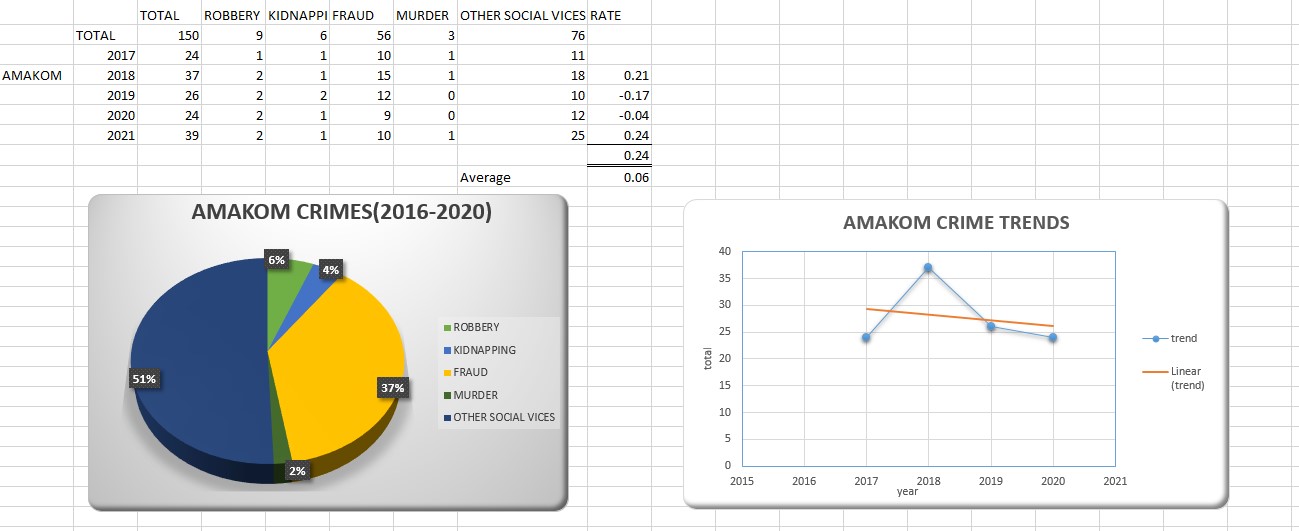 TOTAL ROBBERY KIDNAPPI FRAUD MURDER OTHER SOCIAL VICES RATE
TOTAL 150 9 6 56 3 76
2017 24 1 1 10 1 11
AMAKOM 2018 37 2 1 15 1 18 0.21
2019 26 2 2 12 0 10 -0.17
2020 24 2 1 9 0 12 -0.04
2021 39 2 1 10 1 25 0.24
0.24
Average 0.06
AMAKOM CRIMES(2016-2020)
6%
4%
51%
37%
2%
ROBBERY
KIDNAPPING
FRAUD
MURDER
OTHER SOCIAL VICES
AMAKOM CRIME TRENDS
40
35
30
25
20
15
10
5
0
total
2015 2016 2017 2018 2019 2020 2021
year
trend
Linear
(trend)